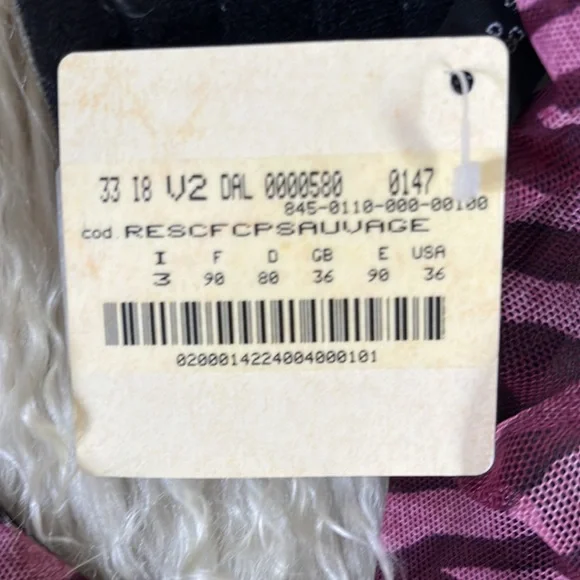 33 I8 V2 DAL 0000580 0147
845-0110-000-00100
cod. RESCFCPSAUVAGE
I F D GB E USA
3 90 80 36 90 36
02000142240040000101